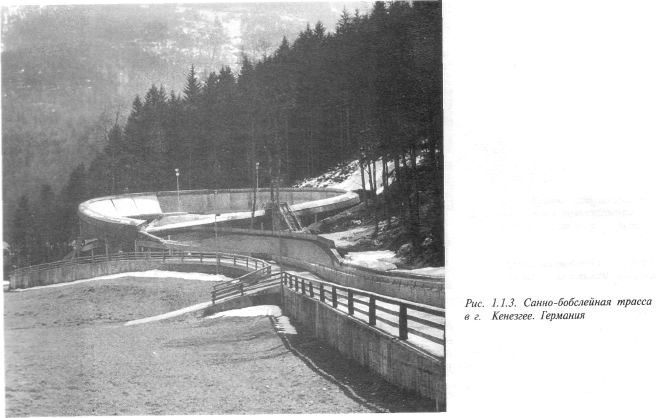 Рис. 1.1.3. Санно-бобслейная трасса
в г. Кенезгее. Германия